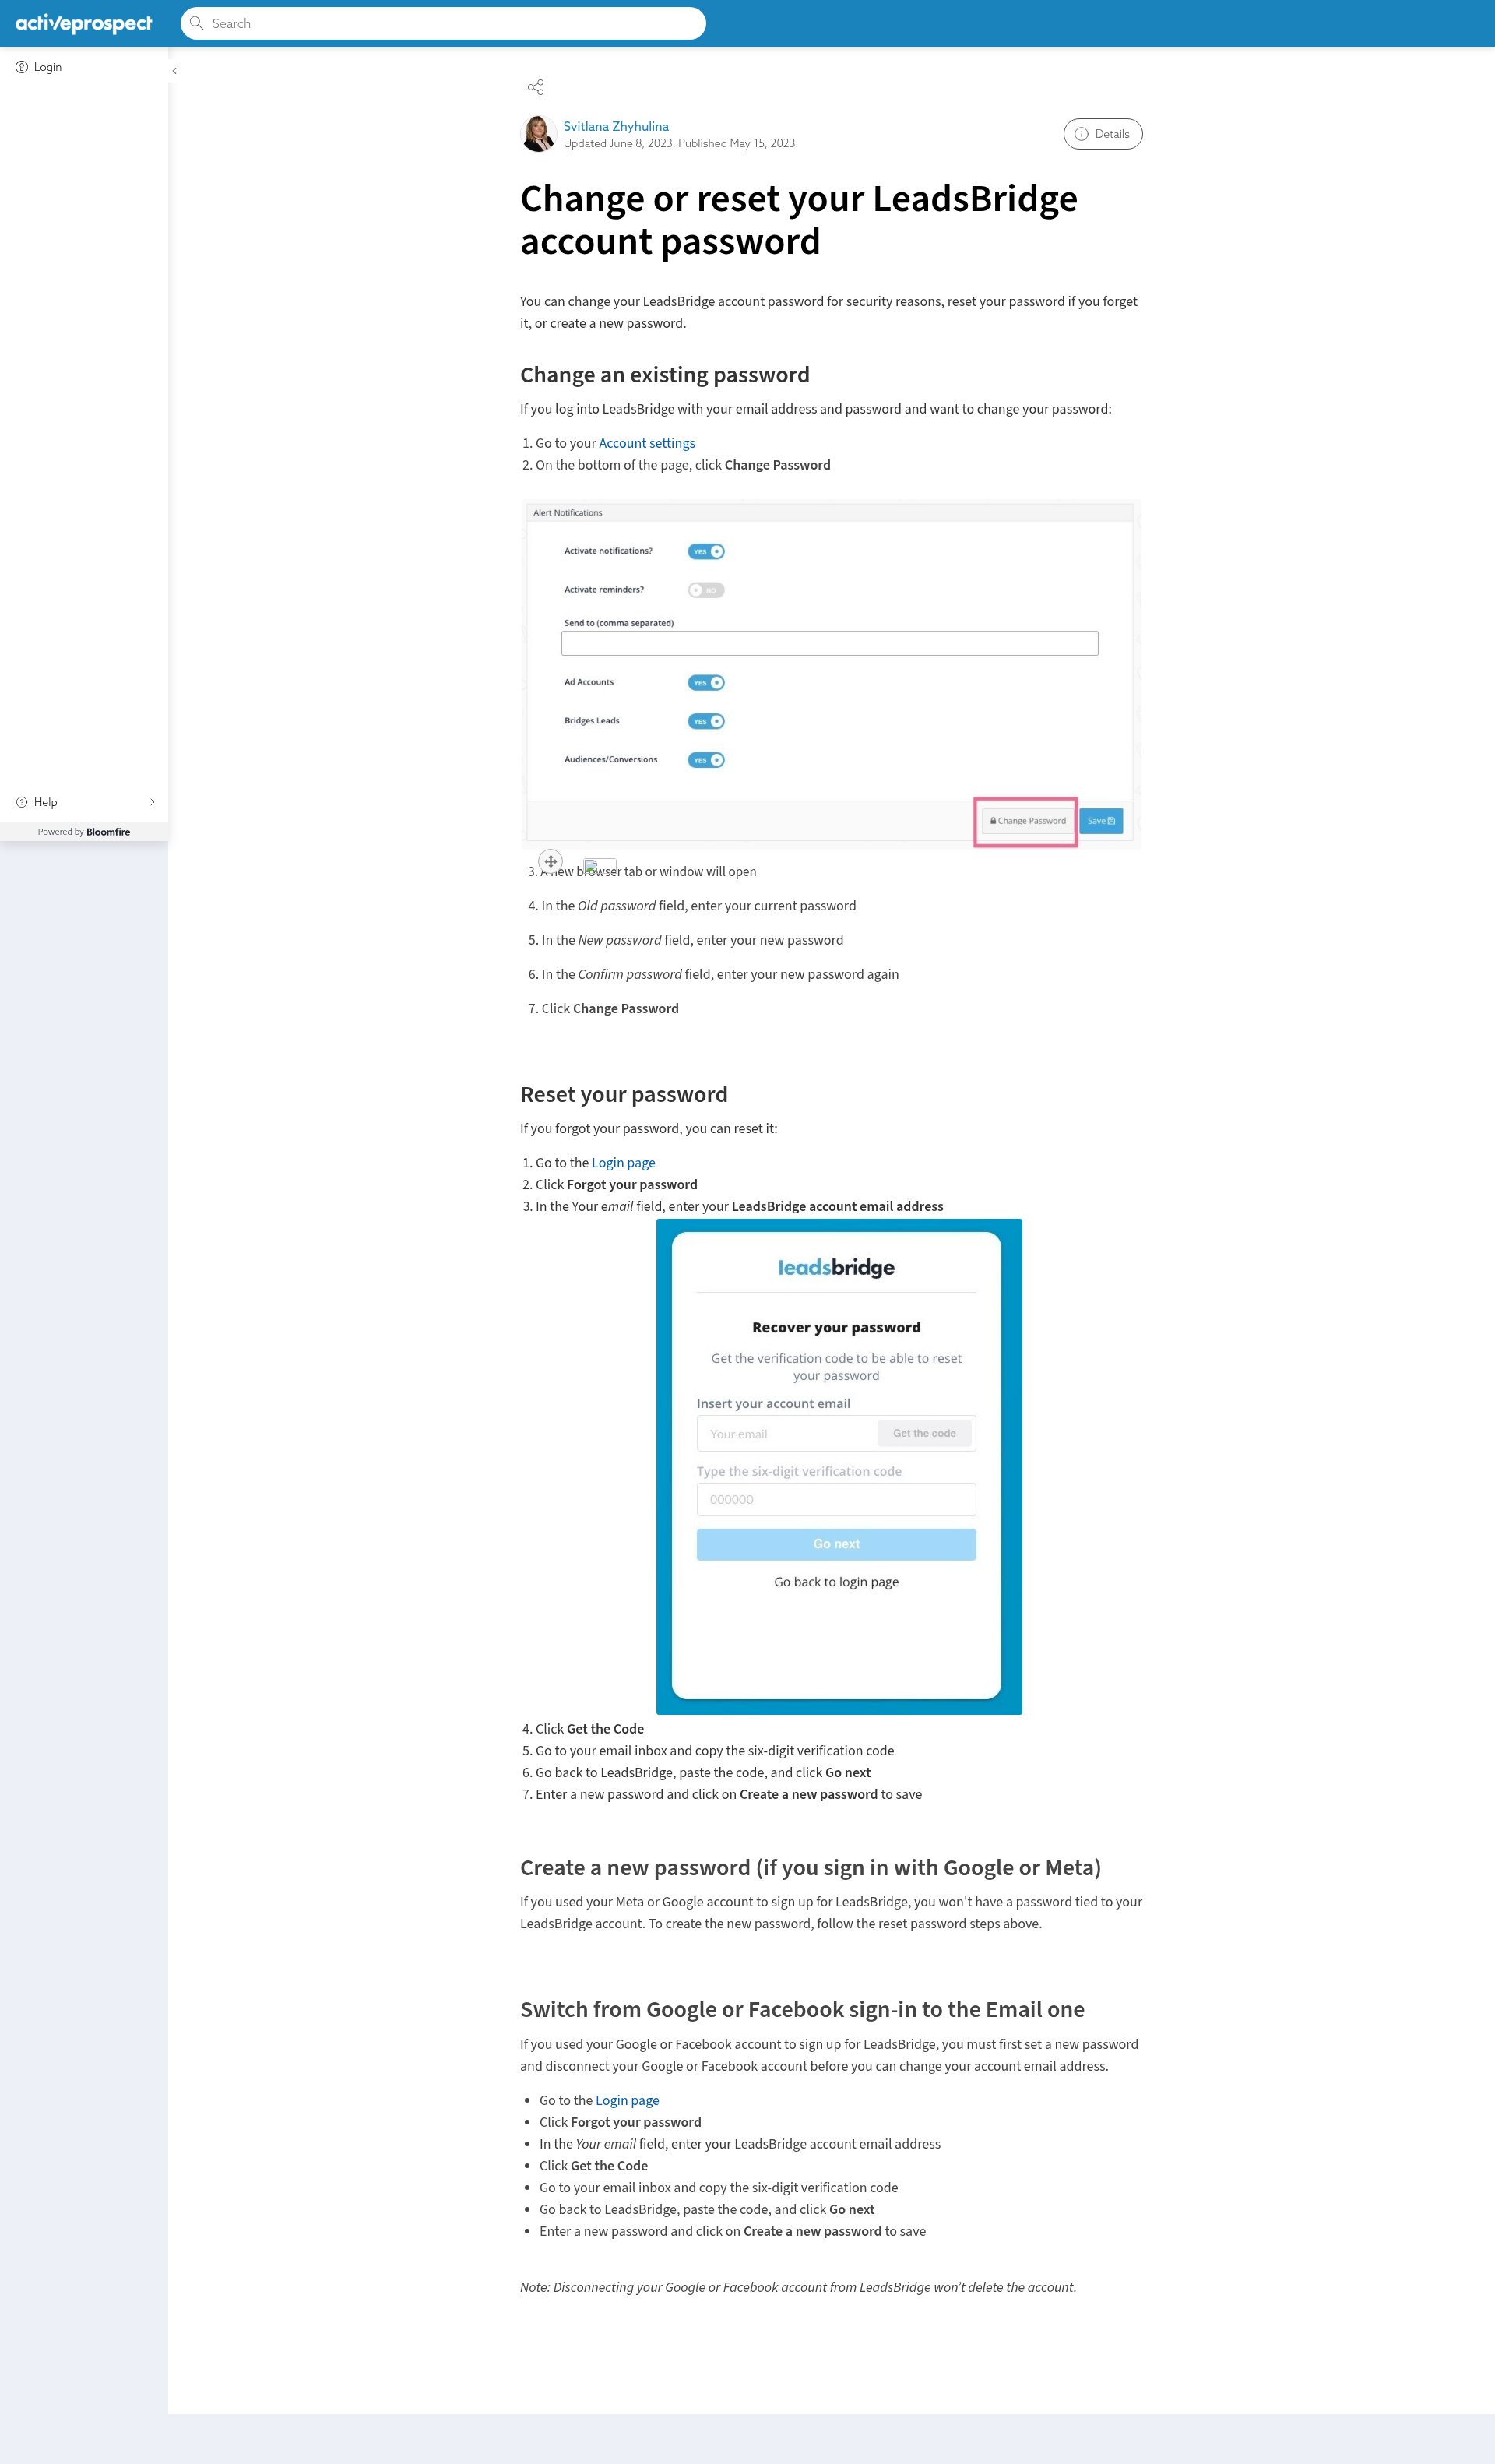 activeprospect
Search
Login
Svitlana Zhyhulina
Updated June 8, 2023. Published May 15, 2023.
Details
Change or reset your LeadsBridge
account password
You can change your LeadsBridge account password for security reasons, reset your password if you forget
it, or create a new password.
Change an existing password
If you log into LeadsBridge with your email address and password and want to change your password:
1. Go to your Account settings
2. On the bottom of the page, click Change Password
Alert Notifications
Activate notifications? YES
Activate reminders? NO
Send to (comma separated)
Ad Accounts YES
Bridges Leads YES
Audiences/Conversions YES
Change Password Save
Help
Powered by Bloomfire
3. A new browser tab or window will open
4. In the Old password field, enter your current password
5. In the New password field, enter your new password
6. In the Confirm password field, enter your new password again
7. Click Change Password
Reset your password
If you forgot your password, you can reset it:
1. Go to the Login page
2. Click Forgot your password
3. In the Your email field, enter your LeadsBridge account email address
leadsbridge
Recover your password
Get the verification code to be able to reset
your password
Insert your account email
Your email Get the code
Type the six-digit verification code
000000
Go next
Go back to login page
4. Click Get the Code
5. Go to your email inbox and copy the six-digit verification code
6. Go back to LeadsBridge, paste the code, and click Go next
7. Enter a new password and click on Create a new password to save
Create a new password (if you sign in with Google or Meta)
If you used your Meta or Google account to sign up for LeadsBridge, you won't have a password tied to your
LeadsBridge account. To create the new password, follow the reset password steps above.
Switch from Google or Facebook sign-in to the Email one
If you used your Google or Facebook account to sign up for LeadsBridge, you must first set a new password
and disconnect your Google or Facebook account before you can change your account email address.
• Go to the Login page
• Click Forgot your password
• In the Your email field, enter your LeadsBridge account email address
• Click Get the Code
• Go to your email inbox and copy the six-digit verification code
• Go back to LeadsBridge, paste the code, and click Go next
• Enter a new password and click on Create a new password to save
Note: Disconnecting your Google or Facebook account from LeadsBridge won't delete the account.